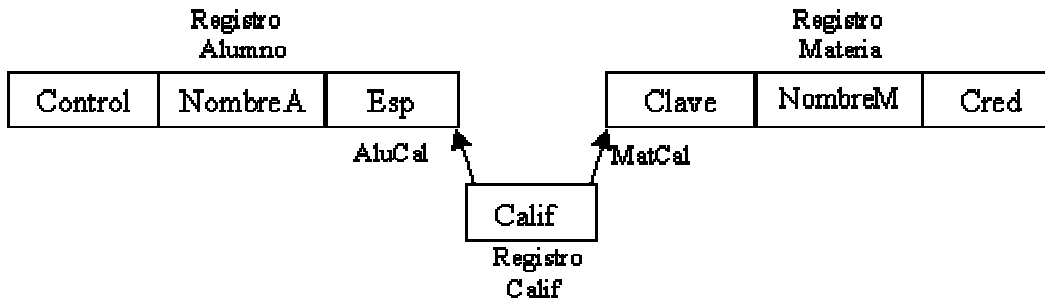 Registro
Alumno
Registro
Materia
Control NombreA Esp
Clave NombreM Cred
AluCal
MatCal
Calif
Registro
Calif